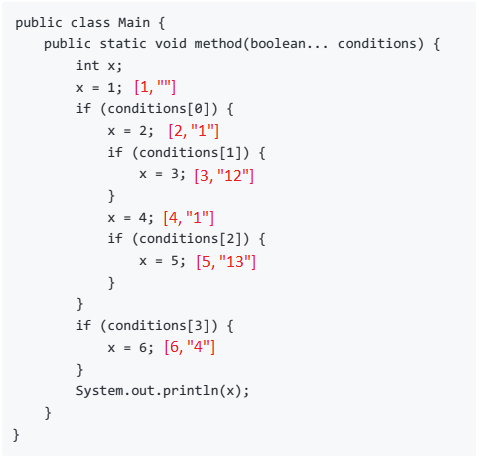 public class Main {
    public static void method(boolean... conditions) {
        int x;
        x = 1; [1, ""]
        if (conditions[0]) {
            x = 2; [2, "1"]
            if (conditions[1]) {
                x = 3; [3, "12"]
            }
            x = 4; [4, "1"]
            if (conditions[2]) {
                x = 5; [5, "13"]
            }
        }
        if (conditions[3]) {
            x = 6; [6, "4"]
        }
        System.out.println(x);
    }
}